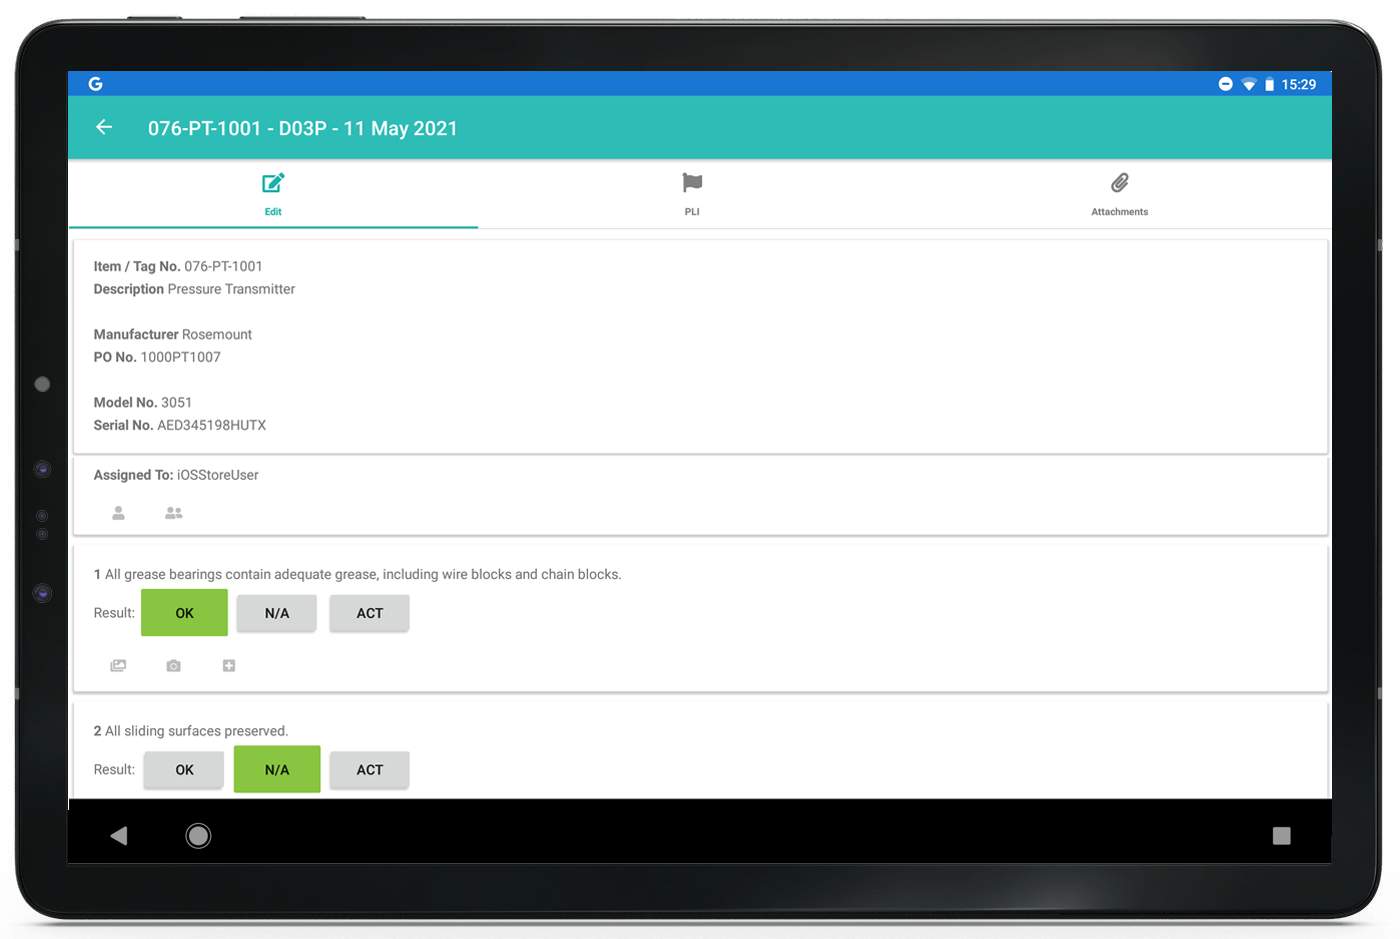 G 15:29
076-PT-1001 - D03P - 11 May 2021
Edit PLI Attachments
Item / Tag No. 076-PT-1001
Description Pressure Transmitter
Manufacturer Rosemount
PO No. 1000PT1007
Model No. 3051
Serial No. AED345198HUTX
Assigned To: iOSStoreUser
1 All grease bearings contain adequate grease, including wire blocks and chain blocks.
Result: OK N/A ACT
2 All sliding surfaces preserved.
Result: OK N/A ACT